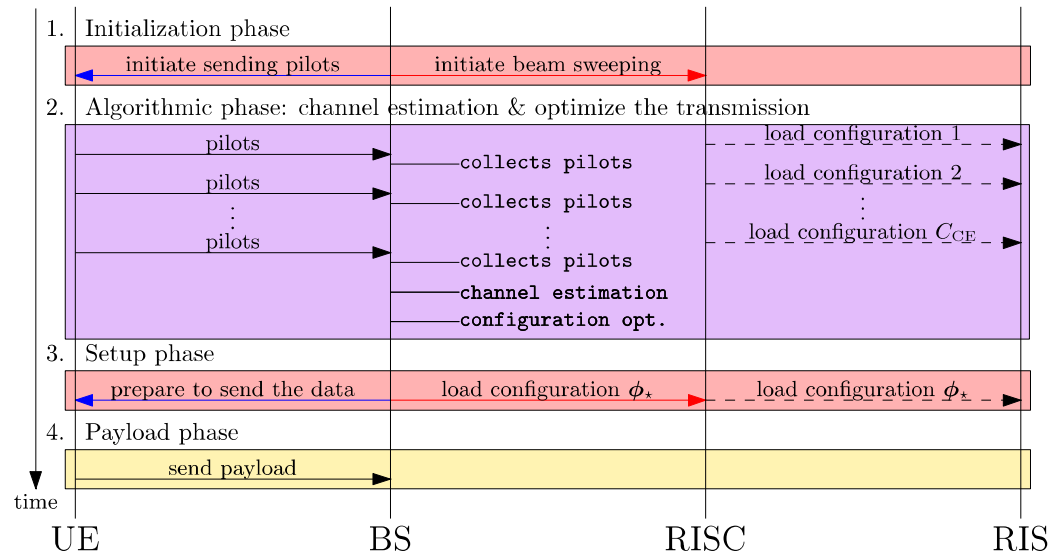 1. Initialization phase
initiate sending pilots initiate beam sweeping
2. Algorithmic phase: channel estimation & optimize the transmission
load configuration 1
pilots
collects pilots
load configuration 2
pilots
collects pilots
load configuration C_CE
pilots
collects pilots
channel estimation
configuration opt.
3. Setup phase
prepare to send the data load configuration ϕ⋆ load configuration ϕ⋆
4. Payload phase
send payload
time
UE BS RISC RIS